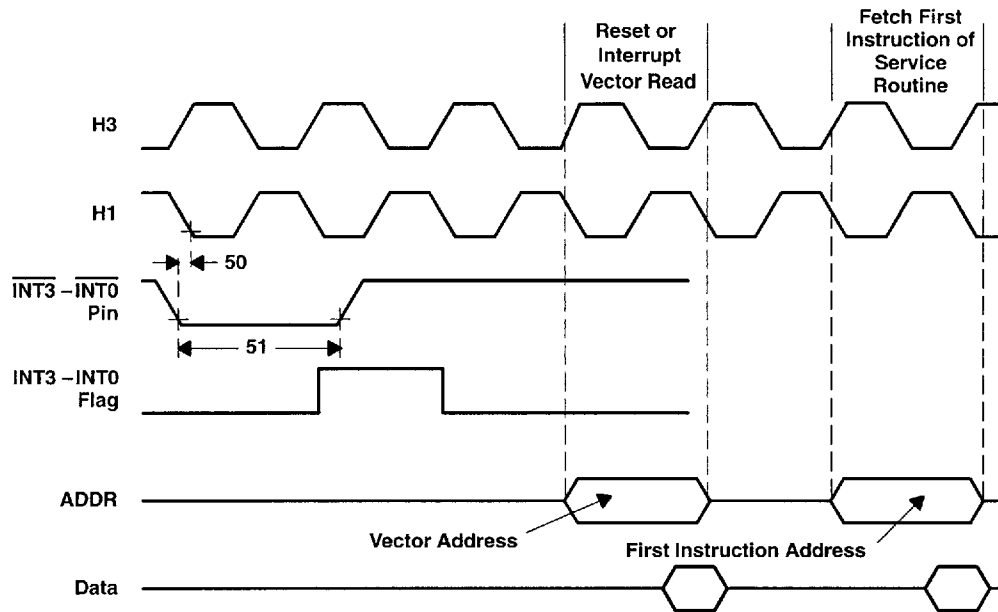 Reset or
Interrupt
Vector Read
Fetch First
Instruction of
Service
Routine
H3
H1
50
INT3 – INT0
Pin
51
INT3 – INT0
Flag
ADDR
Vector Address
First Instruction Address
Data